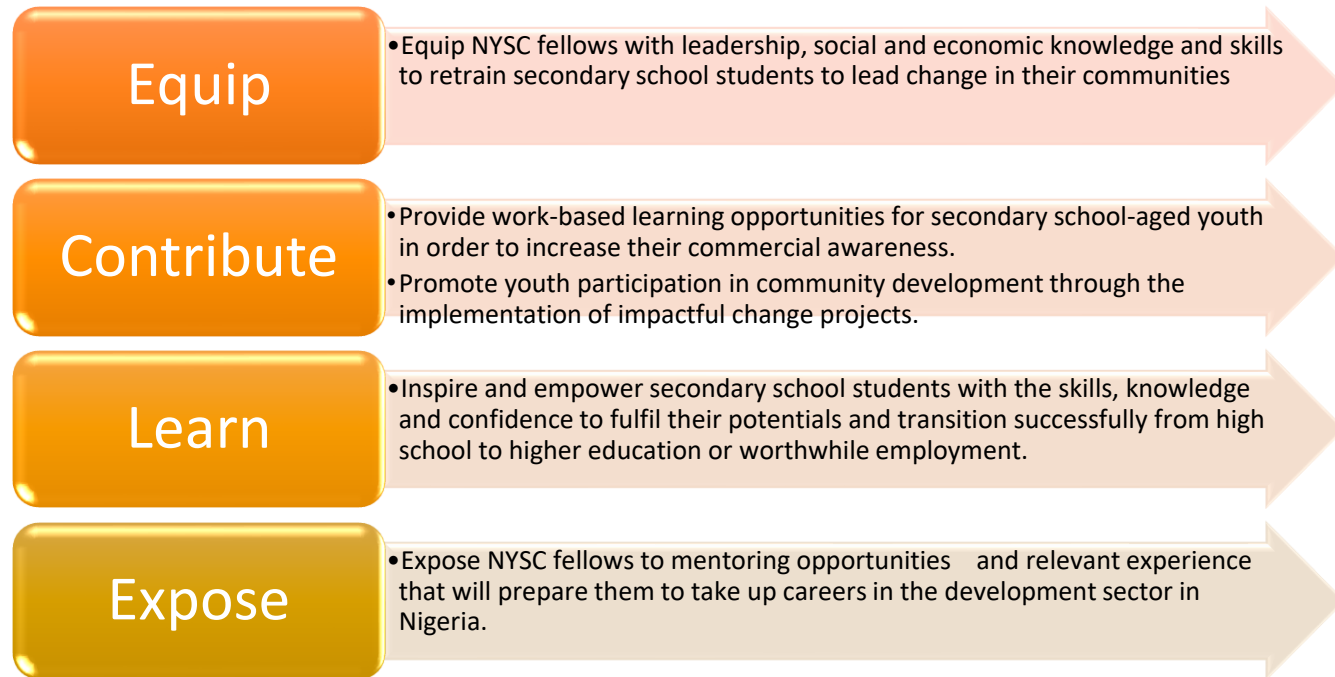 Equip
•Equip NYSC fellows with leadership, social and economic knowledge and skills
to retrain secondary school students to lead change in their communities
Contribute
•Provide work-based learning opportunities for secondary school-aged youth
in order to increase their commercial awareness.
•Promote youth participation in community development through the
implementation of impactful change projects.
Learn
•Inspire and empower secondary school students with the skills, knowledge
and confidence to fulfil their potentials and transition successfully from high
school to higher education or worthwhile employment.
Expose
•Expose NYSC fellows to mentoring opportunities and relevant experience
that will prepare them to take up careers in the development sector in
Nigeria.